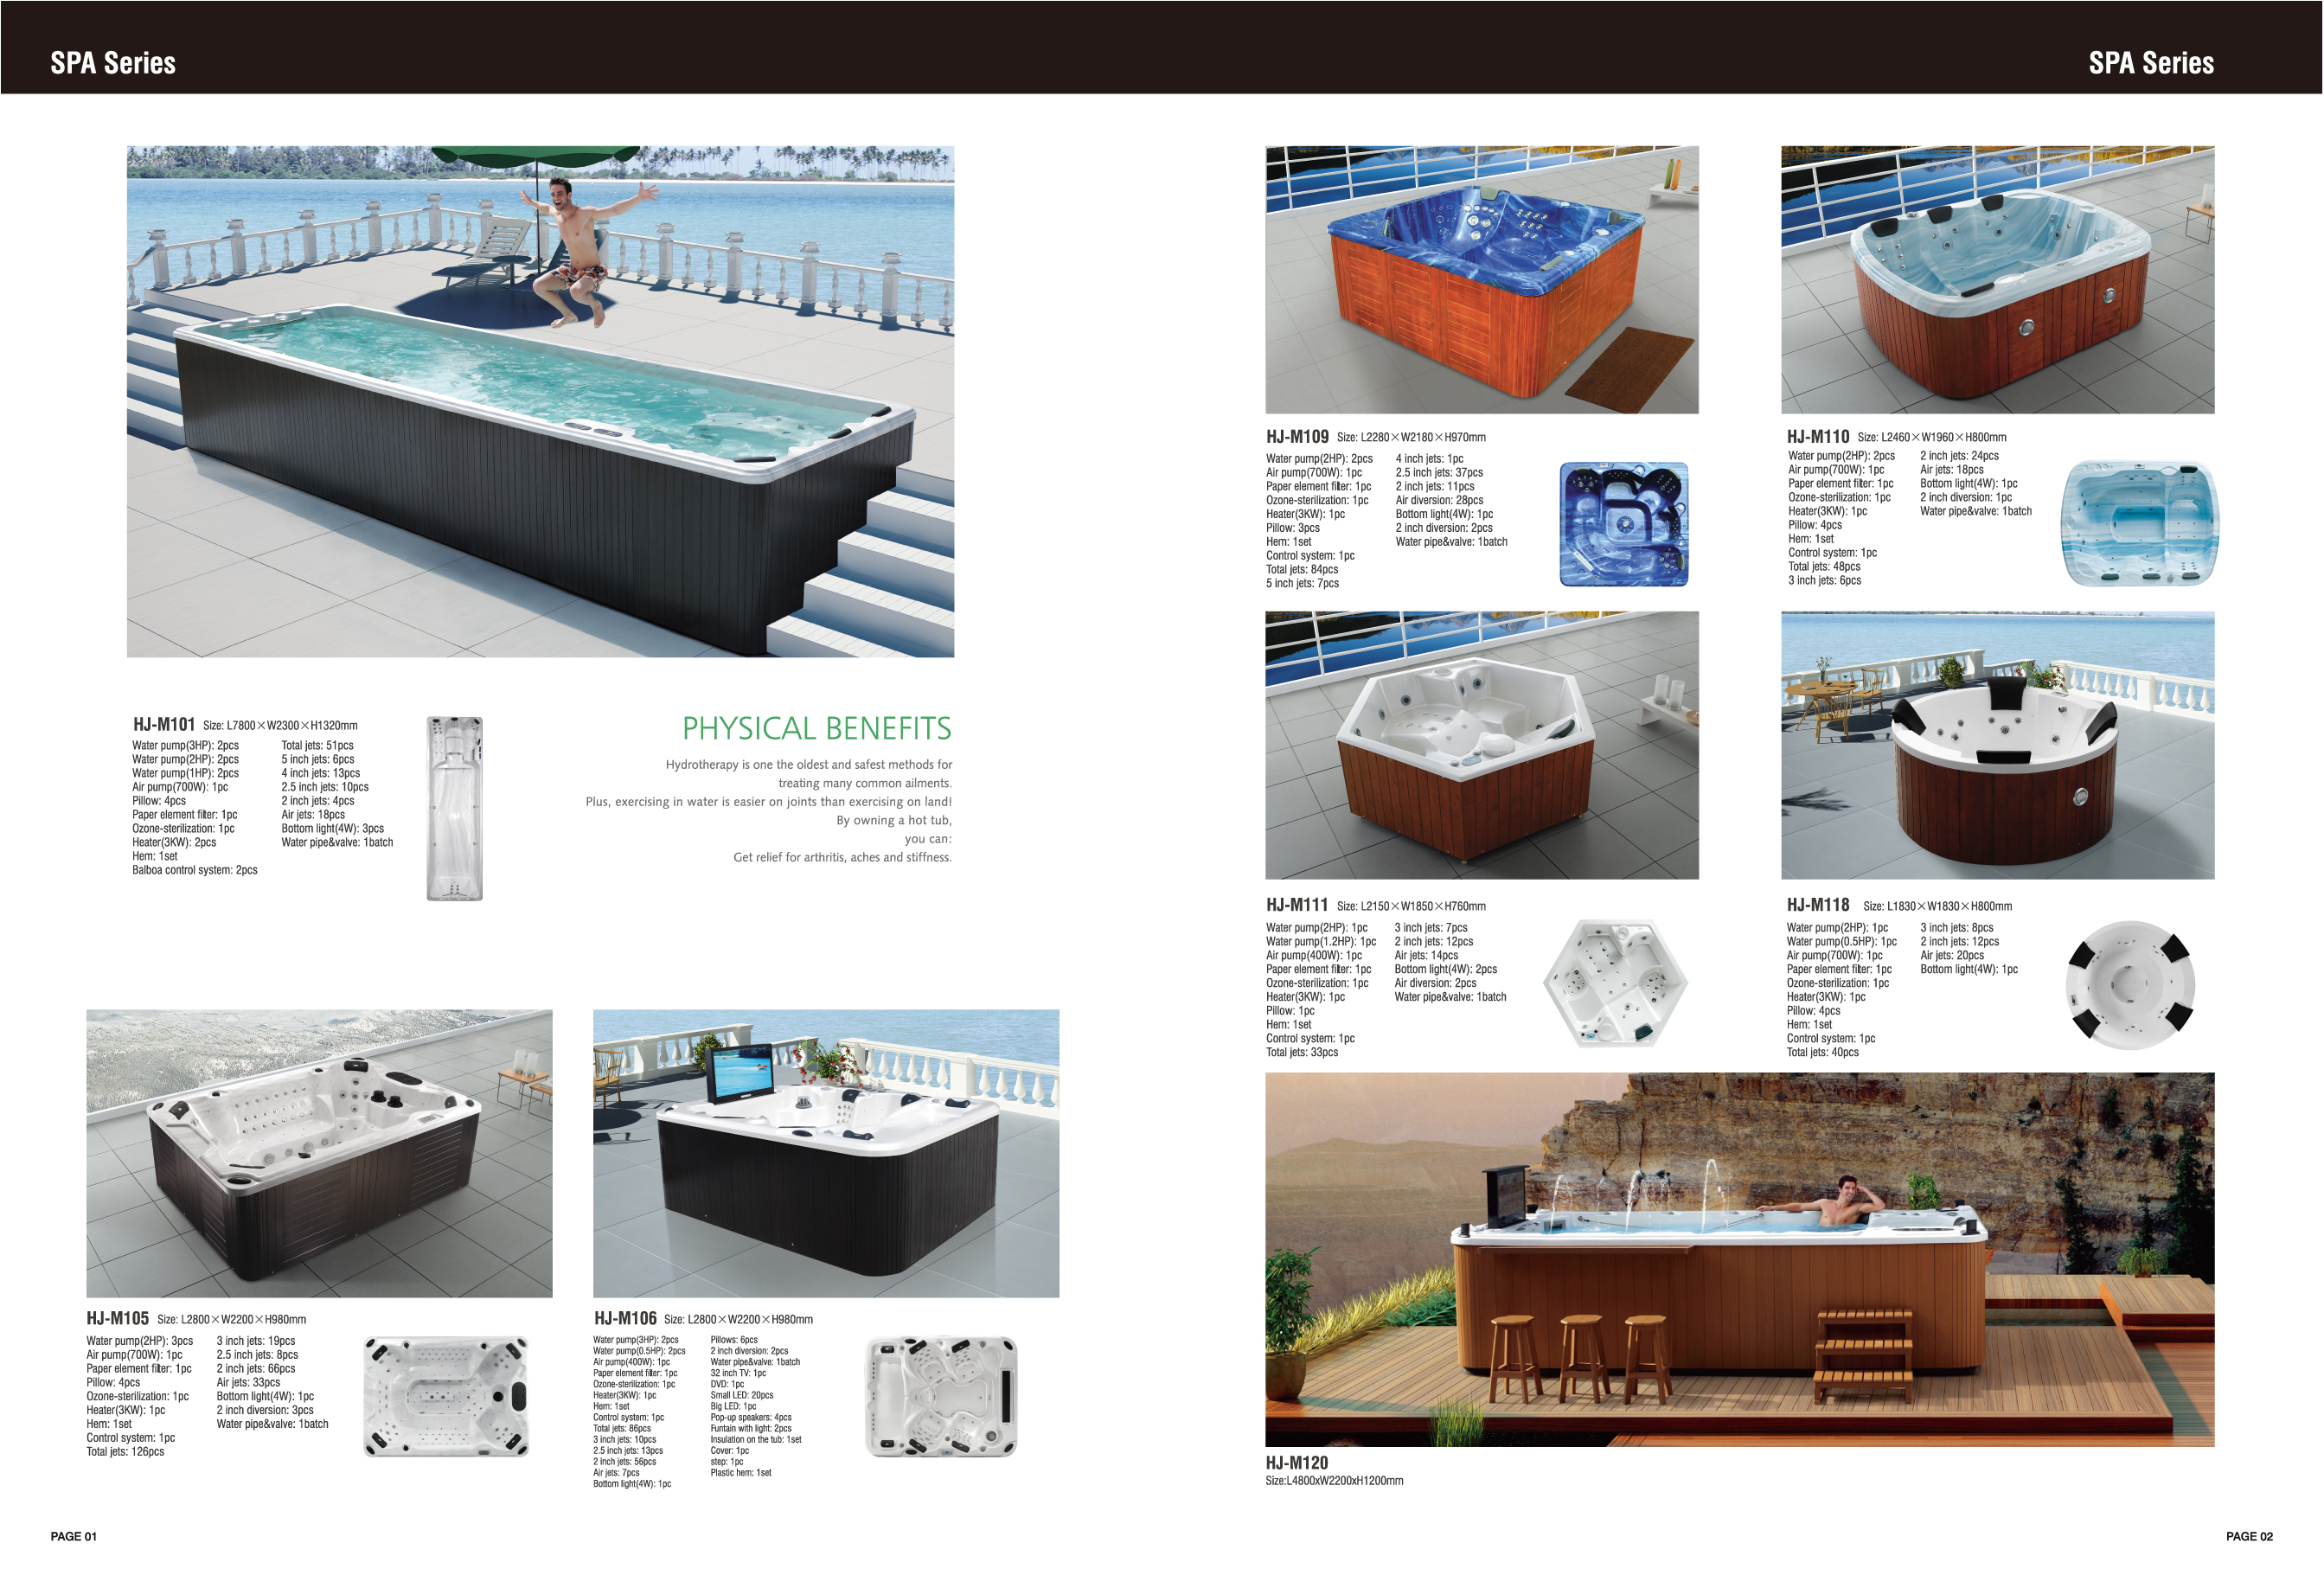 SPA Series
SPA Series
HJ-M101 Size: L7800×W2300×H1320mm
Water pump(3HP): 2pcs
Water pump(2HP): 2pcs
Water pump(1HP): 2pcs
Air pump(700W): 1pc
Pillow: 4pcs
Paper element filter: 1pc
Ozone-sterilization: 1pc
Heater(3KW): 2pcs
Hem: 1set
Balboa control system: 2pcs
Total jets: 51pcs
5 inch jets: 6pcs
4 inch jets: 13pcs
2.5 inch jets: 10pcs
2 inch jets: 4pcs
Air jets: 18pcs
Bottom light(4W): 3pcs
Water pipe&valve: 1batch
PHYSICAL BENEFITS
Hydrotherapy is one the oldest and safest methods for
treating many common ailments.
Plus, exercising in water is easier on joints than exercising on land!
By owning a hot tub,
you can:
Get relief for arthritis, aches and stiffness.
HJ-M105 Size: L2800×W2200×H980mm
Water pump(2HP): 3pcs
Air pump(700W): 1pc
Paper element filter: 1pc
Pillow: 4pcs
Ozone-sterilization: 1pc
Heater(3KW): 1pc
Hem: 1set
Control system: 1pc
Total jets: 126pcs
3 inch jets: 19pcs
2.5 inch jets: 8pcs
2 inch jets: 66pcs
Air jets: 33pcs
Bottom light(4W): 1pc
2 inch diversion: 3pcs
Water pipe&valve: 1batch
HJ-M106 Size: L2800×W2200×H980mm
Water pump(3HP): 2pcs
Water pump(0.5HP): 2pcs
Air pump(400W): 1pc
Paper element filter: 1pc
Ozone-sterilization: 1pc
Heater(3KW): 1pc
Hem: 1set
Control system: 1pc
Total jets: 86pcs
3 inch jets: 10pcs
2.5 inch jets: 13pcs
2 inch jets: 56pcs
Air jets: 7pcs
Bottom light(4W): 1pc
Pillows: 6pcs
2 inch diversion: 2pcs
Water pipe&valve: 1batch
32 inch TV: 1pc
DVD: 1pc
Small LED: 20pcs
Big LED: 1pc
Pop-up speakers: 4pcs
Funtain with light: 2pcs
Insulation on the tub: 1set
Cover: 1pc
step: 1pc
Plastic hem: 1set
PAGE 01
HJ-M109 Size: L2280×W2180×H970mm
Water pump(2HP): 2pcs
Air pump(700W): 1pc
Paper element filter: 1pc
Ozone-sterilization: 1pc
Heater(3KW): 1pc
Pillow: 3pcs
Hem: 1set
Control system: 1pc
Total jets: 84pcs
5 inch jets: 7pcs
4 inch jets: 1pc
2.5 inch jets: 37pcs
2 inch jets: 11pcs
Air diversion: 28pcs
Bottom light(4W): 1pc
2 inch diversion: 2pcs
Water pipe&valve: 1batch
HJ-M110 Size: L2460×W1960×H800mm
Water pump(2HP): 2pcs
Air pump(700W): 1pc
Paper element filter: 1pc
Ozone-sterilization: 1pc
Heater(3KW): 1pc
Pillow: 4pcs
Hem: 1set
Control system: 1pc
Total jets: 48pcs
3 inch jets: 6pcs
2 inch jets: 24pcs
Air jets: 18pcs
Bottom light(4W): 1pc
2 inch diversion: 1pc
Water pipe&valve: 1batch
HJ-M111 Size: L2150×W1850×H760mm
Water pump(2HP): 1pc
Water pump(1.2HP): 1pc
Air pump(400W): 1pc
Paper element filter: 1pc
Ozone-sterilization: 1pc
Heater(3KW): 1pc
Pillow: 1pc
Hem: 1set
Control system: 1pc
Total jets: 33pcs
3 inch jets: 7pcs
2 inch jets: 12pcs
Air jets: 14pcs
Bottom light(4W): 2pcs
Air diversion: 2pcs
Water pipe&valve: 1batch
HJ-M118 Size: L1830×W1830×H800mm
Water pump(2HP): 1pc
Water pump(0.5HP): 1pc
Air pump(700W): 1pc
Paper element filter: 1pc
Ozone-sterilization: 1pc
Heater(3KW): 1pc
Pillow: 4pcs
Hem: 1set
Control system: 1pc
Total jets: 40pcs
3 inch jets: 8pcs
2 inch jets: 12pcs
Air jets: 20pcs
Bottom light(4W): 1pc
HJ-M120
Size:L4800xW2200xH1200mm
PAGE 02